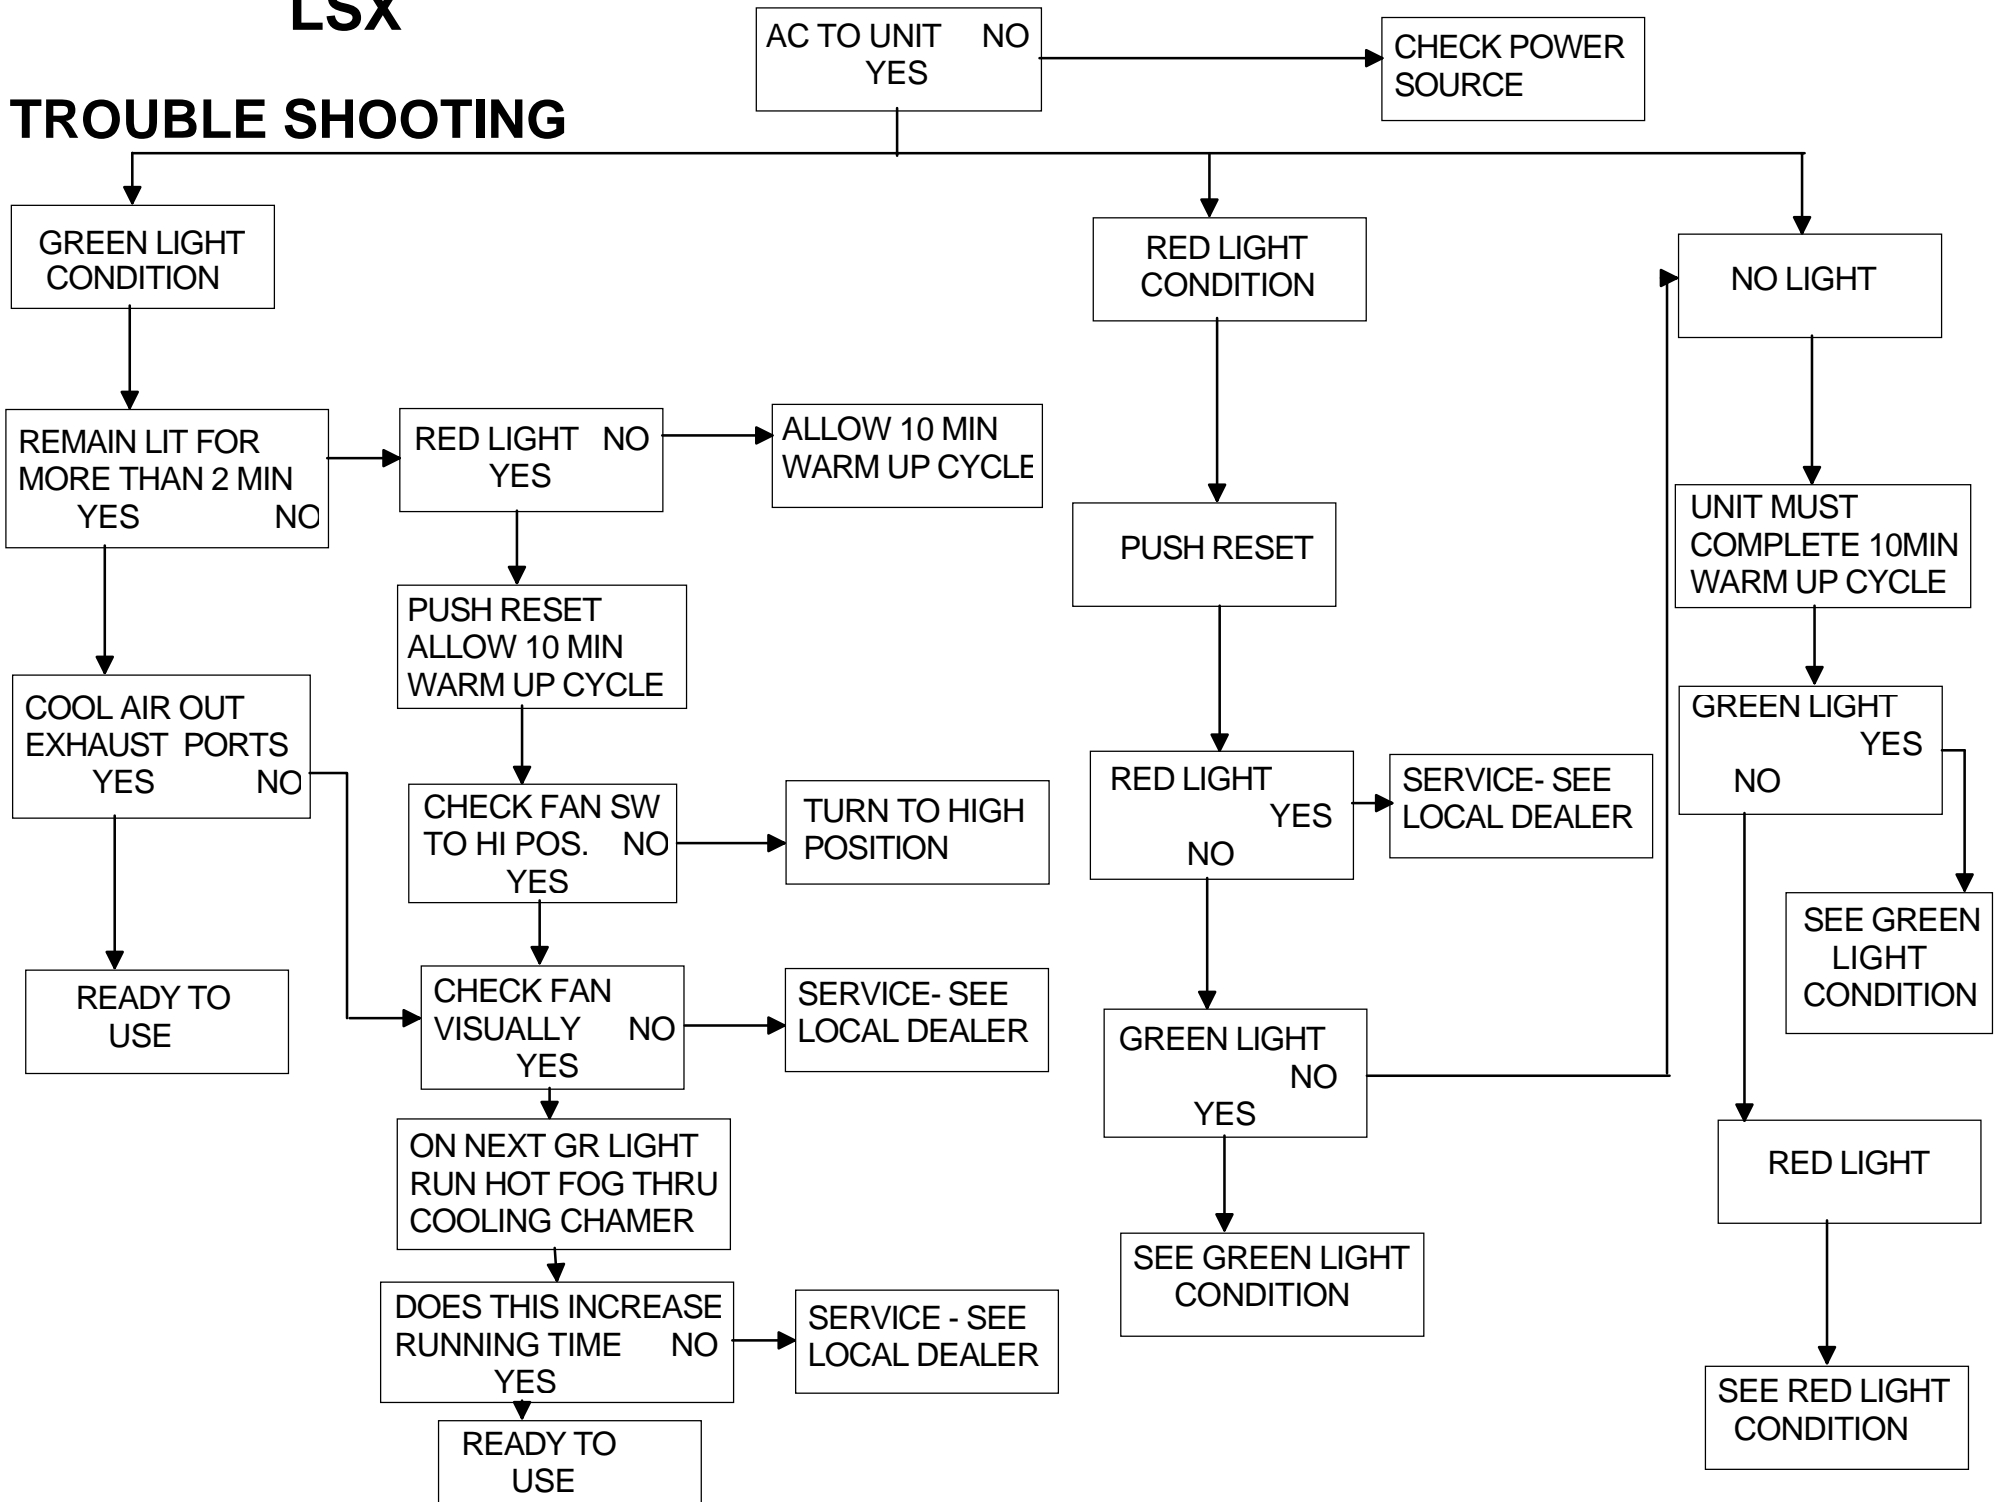 LSX
TROUBLE SHOOTING
AC TO UNIT NO
YES
CHECK POWER
SOURCE
GREEN LIGHT
CONDITION
REMAIN LIT FOR
MORE THAN 2 MIN
YES NO
RED LIGHT NO
YES
ALLOW 10 MIN
WARM UP CYCLE
PUSH RESET
ALLOW 10 MIN
WARM UP CYCLE
COOL AIR OUT
EXHAUST PORTS
YES NO
CHECK FAN SW
TO HI POS. NO
YES
TURN TO HIGH
POSITION
READY TO
USE
CHECK FAN
VISUALLY NO
YES
SERVICE- SEE
LOCAL DEALER
ON NEXT GR LIGHT
RUN HOT FOG THRU
COOLING CHAMER
DOES THIS INCREASE
RUNNING TIME NO
YES
SERVICE - SEE
LOCAL DEALER
READY TO
USE
RED LIGHT
CONDITION
PUSH RESET
RED LIGHT
YES
NO
SERVICE- SEE
LOCAL DEALER
GREEN LIGHT
NO
YES
SEE GREEN LIGHT
CONDITION
NO LIGHT
UNIT MUST
COMPLETE 10MIN
WARM UP CYCLE
GREEN LIGHT
YES
NO
SEE GREEN
LIGHT
CONDITION
RED LIGHT
SEE RED LIGHT
CONDITION